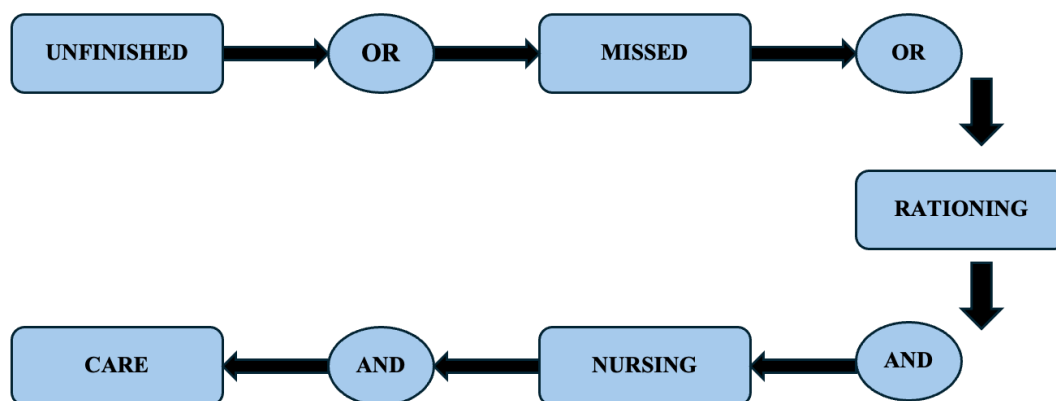 UNFINISHED
OR
MISSED
OR
RATIONING
AND
NURSING
AND
CARE